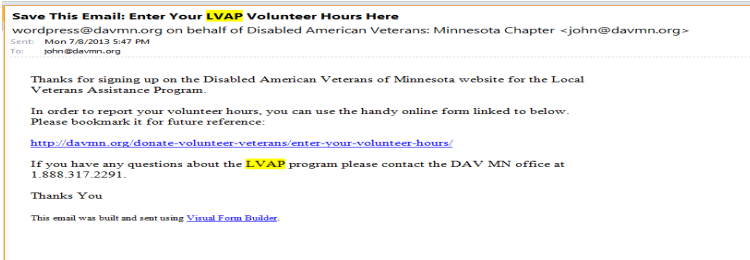 Save This Email: Enter Your LVAP Volunteer Hours Here
wordpress@davmn.org on behalf of Disabled American Veterans: Minnesota Chapter <john@davmn.org>
Sent: Mon 7/8/2013 5:47 PM
To: john@davmn.org
Thanks for signing up on the Disabled American Veterans of Minnesota website for the Local
Veterans Assistance Program.
In order to report your volunteer hours, you can use the handy online form linked to below.
Please bookmark it for future reference:
http://davmn.org/donate-volunteer-veterans/enter-your-volunteer-hours/
If you have any questions about the LVAP program please contact the DAV MN office at
1.888.317.2291.
Thanks You
This email was built and sent using Visual Form Builder.